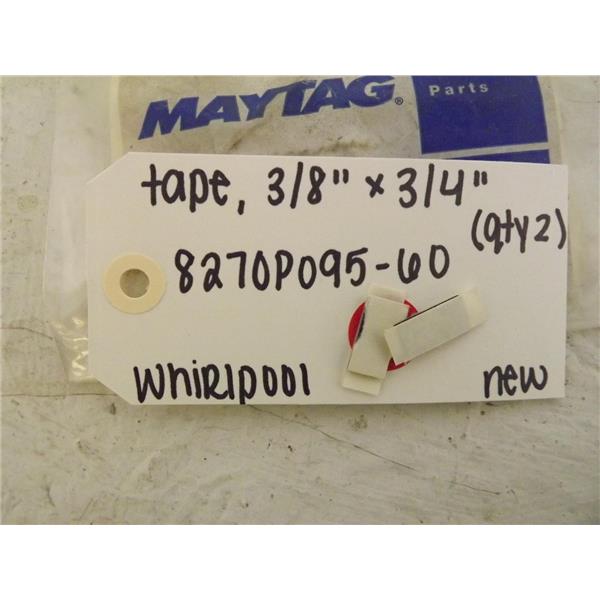 MAYTAG® Parts
tape, 3/8" x 3/4"
(qty 2)
8270P095-60
Whirlpool new